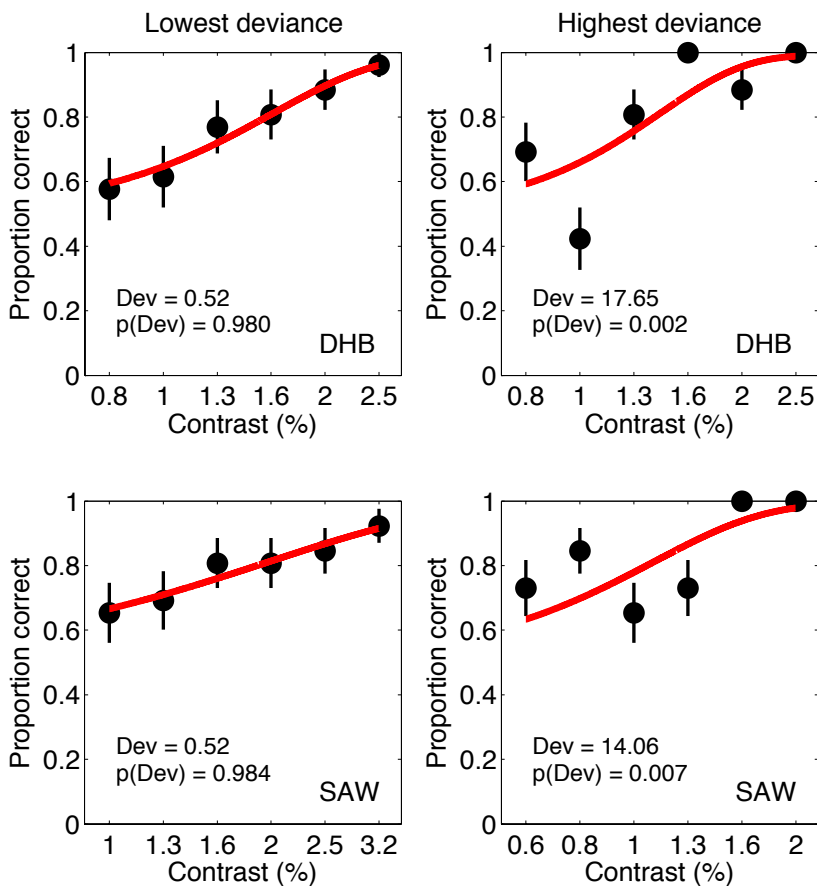 Lowest deviance
Highest deviance
Proportion correct
1
0.8
0.6
0.4
0.2
0
Dev = 0.52
p(Dev) = 0.980
DHB
0.8 1 1.3 1.6 2 2.5
Contrast (%)
Proportion correct
1
0.8
0.6
0.4
0.2
0
Dev = 17.65
p(Dev) = 0.002
DHB
0.8 1 1.3 1.6 2 2.5
Contrast (%)
Proportion correct
1
0.8
0.6
0.4
0.2
0
Dev = 0.52
p(Dev) = 0.984
SAW
1 1.3 1.6 2 2.5 3.2
Contrast (%)
Proportion correct
1
0.8
0.6
0.4
0.2
0
Dev = 14.06
p(Dev) = 0.007
SAW
0.6 0.8 1 1.3 1.6 2
Contrast (%)